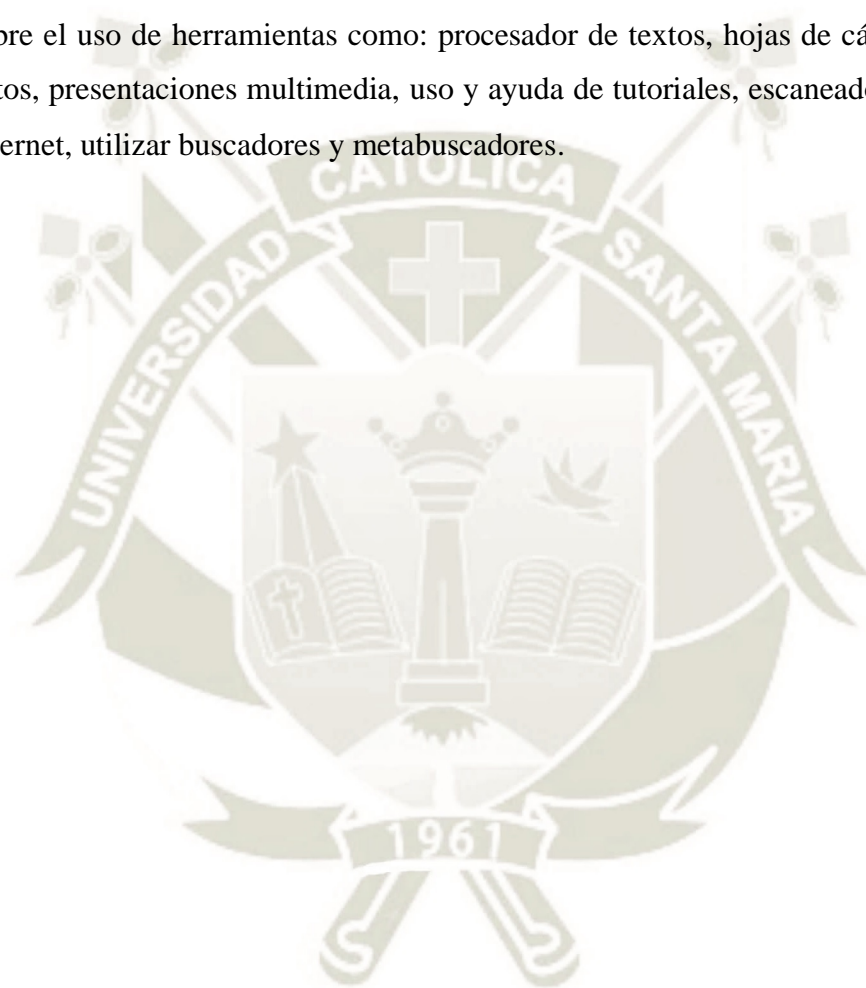 el uso de herramientas como: procesador de textos, hojas de
presentaciones multimedia, uso y ayuda de tutoriales,
utilizar buscadores y metabuscadores.
UNIVERSIDAD CATOLICA SANTA MARIA
1961